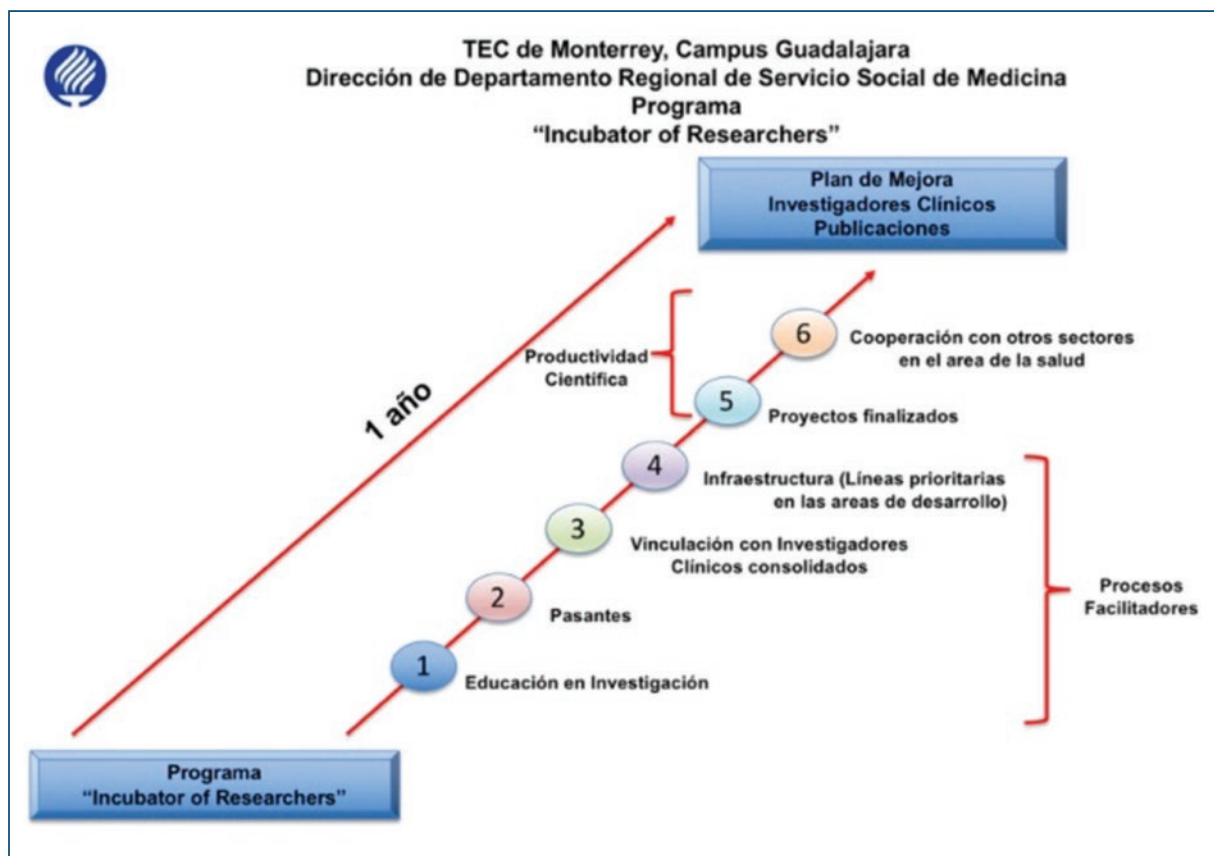 TEC de Monterrey, Campus Guadalajara
Dirección de Departamento Regional de Servicio Social de Medicina
Programa
“Incubator of Researchers”
Plan de Mejora
Investigadores Clínicos
Publicaciones
1 año
Productividad
Científica
6
Cooperación con otros sectores
en el area de la salud
5
Proyectos finalizados
4
Infraestructura (Líneas prioritarias
en las areas de desarrollo)
3
Vinculación con Investigadores
Clínicos consolidados
Procesos
Facilitadores
2
Pasantes
1
Educación en Investigación
Programa
“Incubator of Researchers”